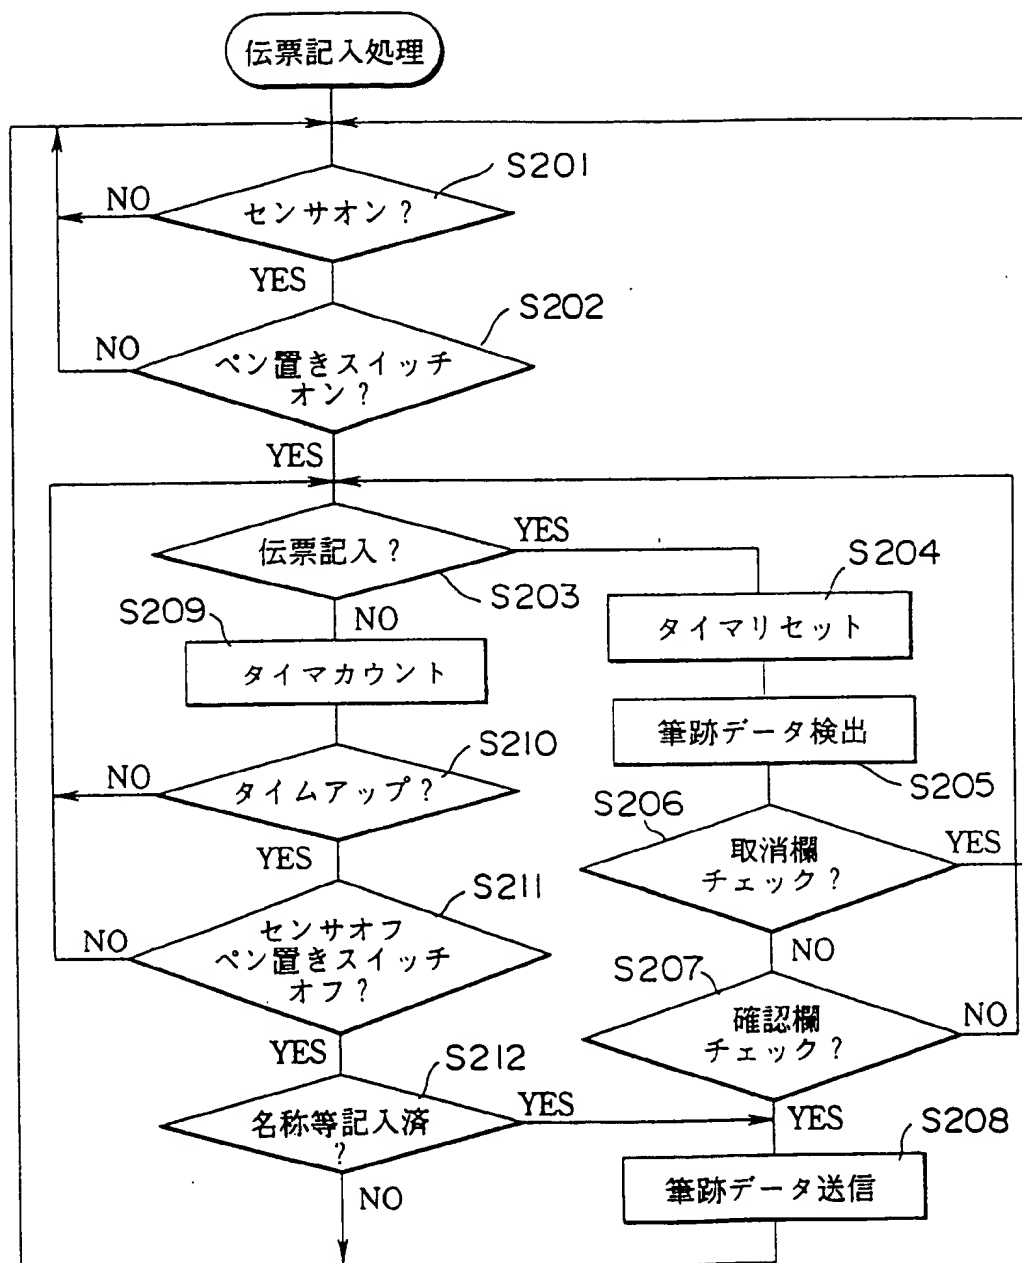 伝票記入処理
S201
NO
センサオン？
YES
S202
NO
ペン置きスイッチ
オン？
YES
伝票記入？
YES
S203
S204
S209
NO
タイマリセット
タイマカウント
筆跡データ検出
S205
S210
NO
タイムアップ？
S206
YES
取消欄
チェック？
YES
S211
センサオフ
ペン置きスイッチ
オフ？
NO
NO
S207
確認欄
チェック？
NO
YES
S212
名称等記入済
？
YES
YES
S208
筆跡データ送信
NO